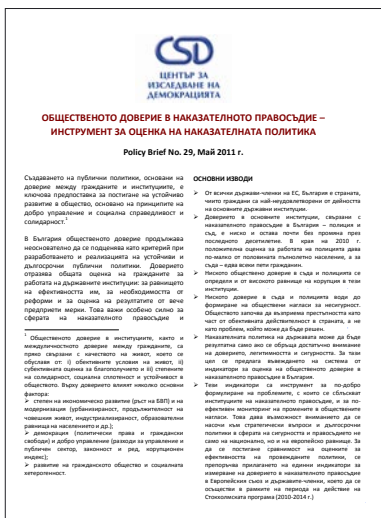 CSD
ЦЕНТЪР ЗА
ИЗСЛЕДВАНЕ НА
ДЕМОКРАЦИЯТА
ОБЩЕСТВЕНОТО ДОВЕРИЕ В НАКАЗАТЕЛНОТО ПРАВОСЪДИЕ –
ИНСТРУМЕНТ ЗА ОЦЕНКА НА НАКАЗАТЕЛНАТА ПОЛИТИКА
Policy Brief No. 29, Май 2011 г.
Създаването на публични политики, основани на
доверие между гражданите и институциите, е
ключова предпоставка за постигане на устойчиво
развитие в общество, основано на принципите на
добро управление и социална справедливост и
солидарност.¹
В България общественото доверие продължава
неоснователно да се подценява като критерий при
разработването и реализацията на устойчиви и
дългосрочни публични политики. Доверието
отразява общата оценка на гражданите за
работата на държавните институции: за равнището
на ефективността им, за необходимостта от
реформи и за оценка на резултатите от вече
предприети мерки. Това важи особено силно за
сферата на наказателното правосъдие и
¹ Общественото доверие в институциите, както и
междуличностното доверие между гражданите, са
пряко свързани с качеството на живот, което се
обуславя от: i) обективните условия на живот, ii)
субективната оценка за благополучието и iii) степента
на солидарност, социална сплотеност и устойчивост в
обществото. Върху доверието влияят няколко основни
фактора:
➢ степен на икономическо развитие (ръст на БВП) и на
модернизация (урбанизираност, продължителност на
човешкия живот, индустриализираност, образователни
равнища на населението и др.);
➢ демокрация (политически права и граждански
свободи) и добро управление (разходи за управление и
публичен сектор, законност и ред, корупционен
индекс);
➢ развитие на гражданското общество и социалната
хетерогенност.
ОСНОВНИ ИЗВОДИ
➢ От всички държави-членки на ЕС, България е страната,
чиито граждани са най-неудовлетворени от дейността
на основните държавни институции.
➢ Доверието в основните институции, свързани с
наказателното правосъдие в България – полиция и
съд, е ниско и остава почти без промяна през
последното десетилетие. В края на 2010 г.
положителна оценка за работата на полицията дава
по-малко от половината пълнолетно население, а за
съда – едва всеки пети гражданин.
➢ Ниското обществено доверие в съда и полицията се
определя и от високото равнище на корупция в тези
институции.
➢ Ниското доверие в съда и полицията води до
формиране на обществени нагласи за несигурност.
Обществото започва да възприема престъпността като
част от обективната действителност в страната, а не
като проблем, който може да бъде решен.
➢ Наказателната политика на държавата може да бъде
резултатна само ако се обръща достатъчно внимание
на доверието, легитимността и сигурността. За тази
цел се предлага въвеждането на система от
индикатори за оценка на общественото доверие в
наказателното правосъдие в България.
➢ Тези индикатори са инструмент за по-добро
формулиране на проблемите, с които се сблъскват
институциите на наказателното правосъдие, и за по-
ефективен мониторинг на промените в обществените
нагласи. Това дава възможност вниманието да се
насочи към стратегически въпроси и дългосрочни
политики в сферата на сигурността и правосъдието не
само на национално, но и на европейско равнище. За
да се постигне сравнимост на оценките за
ефективността на провежданите политики, се
препоръчва прилагането на единни индикатори за
измерване на доверието в наказателното правосъдие
в Европейския съюз и държавите-членки, което да се
осъществи в рамките на периода на действие на
Стокхолмската програма (2010-2014 г.)